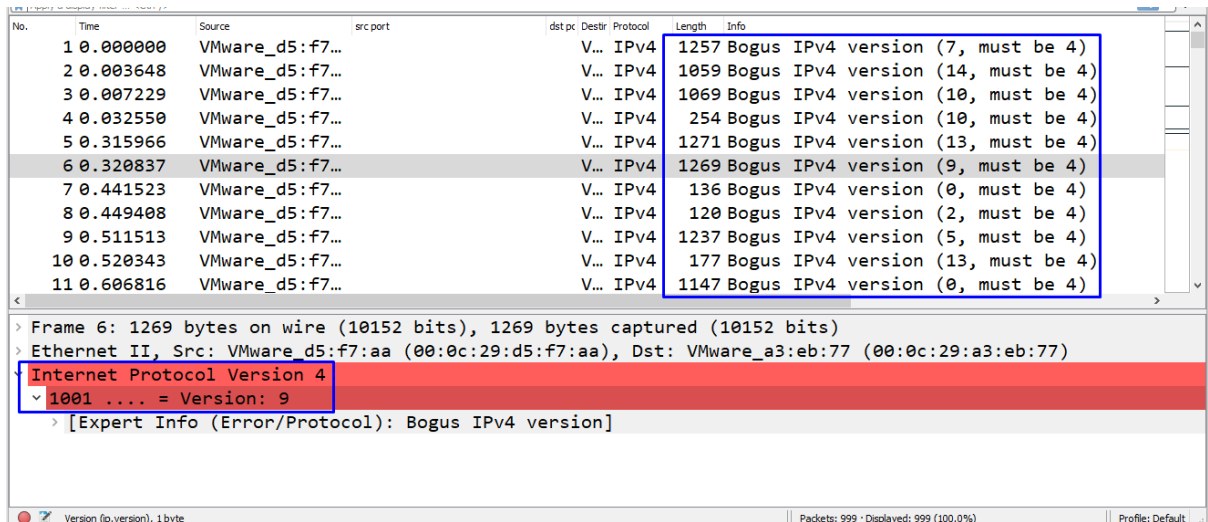 No. Time Source src port dst pc Destir Protocol Length Info
1 0.000000 VMware_d5:f7… V… IPv4 1257 Bogus IPv4 version (7, must be 4)
2 0.003648 VMware_d5:f7… V… IPv4 1059 Bogus IPv4 version (14, must be 4)
3 0.007229 VMware_d5:f7… V… IPv4 1069 Bogus IPv4 version (10, must be 4)
4 0.032550 VMware_d5:f7… V… IPv4 254 Bogus IPv4 version (10, must be 4)
5 0.315966 VMware_d5:f7… V… IPv4 1271 Bogus IPv4 version (13, must be 4)
6 0.320837 VMware_d5:f7… V… IPv4 1269 Bogus IPv4 version (9, must be 4)
7 0.441523 VMware_d5:f7… V… IPv4 136 Bogus IPv4 version (0, must be 4)
8 0.449408 VMware_d5:f7… V… IPv4 120 Bogus IPv4 version (2, must be 4)
9 0.511513 VMware_d5:f7… V… IPv4 1237 Bogus IPv4 version (5, must be 4)
10 0.520343 VMware_d5:f7… V… IPv4 177 Bogus IPv4 version (13, must be 4)
11 0.606816 VMware_d5:f7… V… IPv4 1147 Bogus IPv4 version (0, must be 4)
Frame 6: 1269 bytes on wire (10152 bits), 1269 bytes captured (10152 bits)
Ethernet II, Src: VMware_d5:f7:aa (00:0c:29:d5:f7:aa), Dst: VMware_a3:eb:77 (00:0c:29:a3:eb:77)
Internet Protocol Version 4
1001 .... = Version: 9
[Expert Info (Error/Protocol): Bogus IPv4 version]
Version (ip.version), 1 byte Packets: 999 · Displayed: 999 (100.0%) Profile: Default